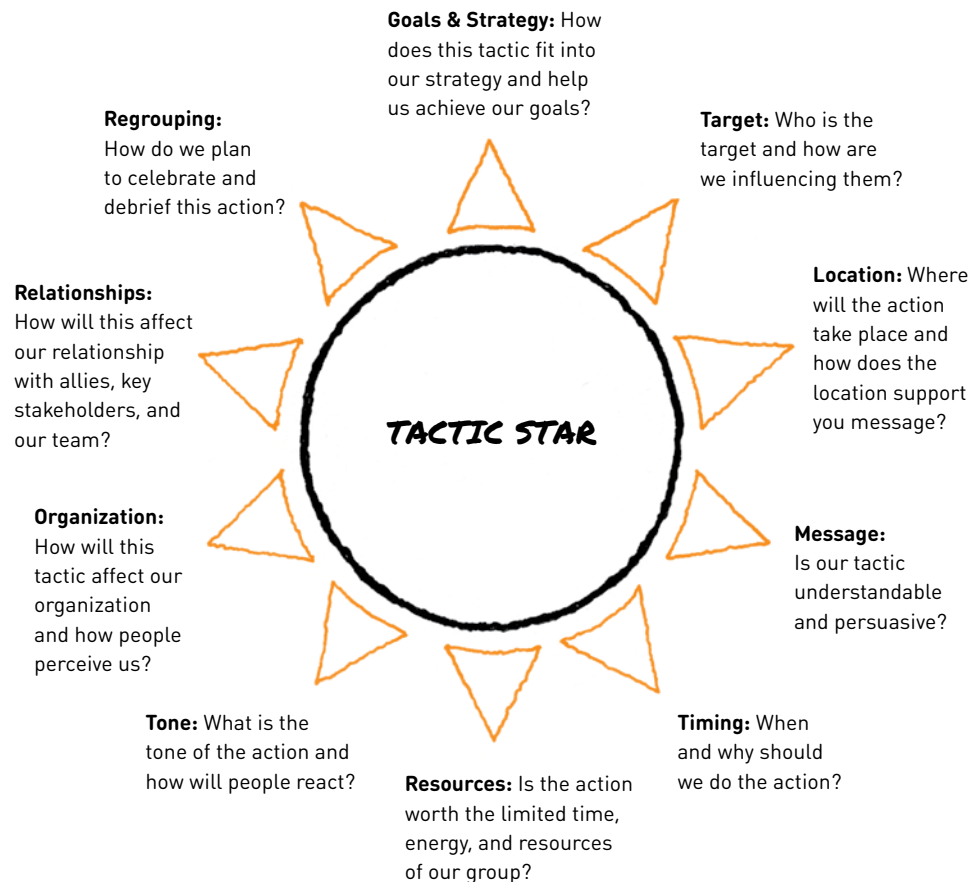 Goals & Strategy: How
does this tactic fit into
our strategy and help
us achieve our goals?
Target: Who is the
target and how are
we influencing them?
Location: Where
will the action
take place and
how does the
location support
you message?
Message:
Is our tactic
understandable
and persuasive?
Timing: When
and why should
we do the action?
Resources: Is the action
worth the limited time,
energy, and resources
of our group?
Tone: What is the
tone of the action and
how will people react?
Organization:
How will this
tactic affect our
organization
and how people
perceive us?
Relationships:
How will this affect
our relationship
with allies, key
stakeholders, and
our team?
Regrouping:
How do we plan
to celebrate and
debrief this action?
TACTIC STAR